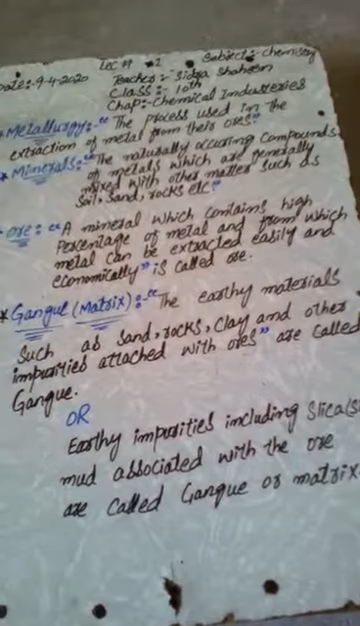 Lec # 1 Subject:- chemistry
Date:- 9-4-2020 Teacher:- Sidra Shaheen
Class:- 10th
Chap:- Chemical Industeries
* Metallurgy:- "The process used in the
extraction of metal from their ores"
* Minerals:- "The naturally occuring compounds
of metals which are generally
mixed with other matter such as
Soil, sand, rocks etc"
ore:- "A mineral which contains high
Percentage of metal and from which
metal can be extracted easily and
economically" is called ore.
* Gangue (Matrix):- "The earthy materials
Such as sand, rocks, clay and other
impurities attached with ores" are called
Gangue.
OR
Earthy impurities including Slica(S
mud associated with the ore
are called Gangue or matrix.